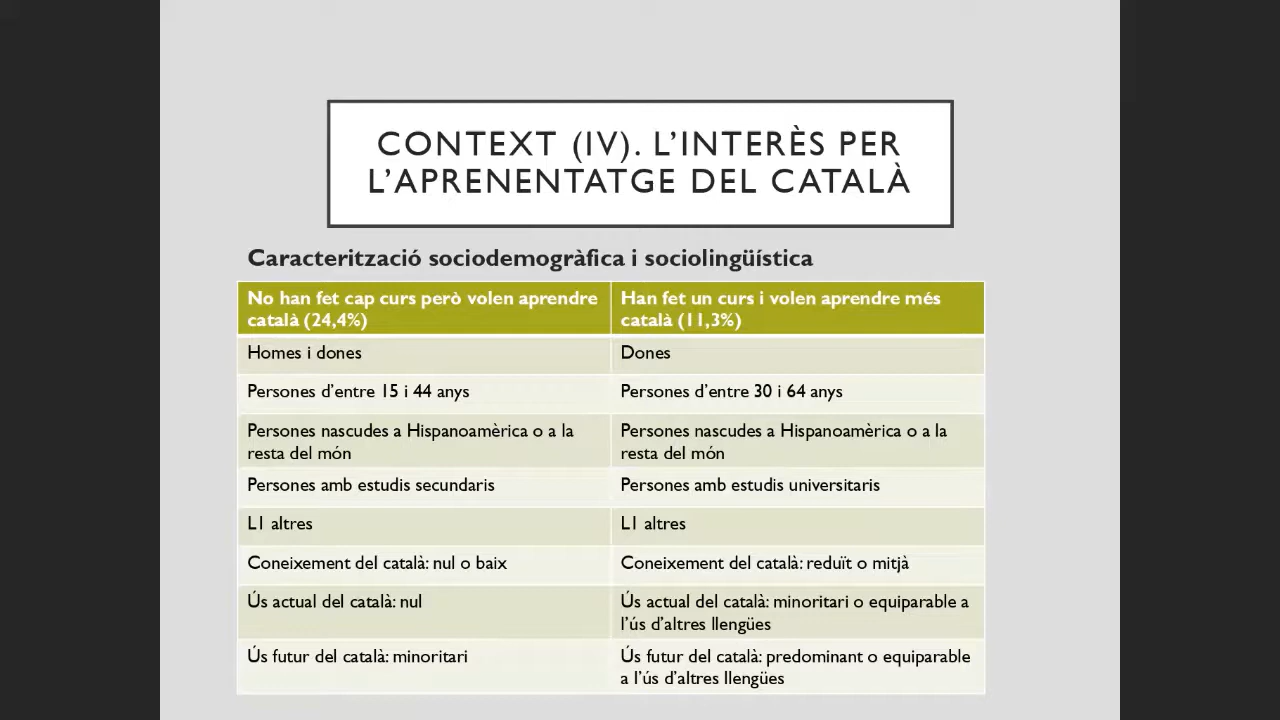 CONTEXT (IV). L’INTERÈS PER
L’APRENENTATGE DEL CATALÀ
Caracterització sociodemogràfica i sociolingüística
No han fet cap curs però volen aprendre
català (24,4%)
Han fet un curs i volen aprendre més
català (11,3%)
Homes i dones
Dones
Persones d’entre 15 i 44 anys
Persones d’entre 30 i 64 anys
Persones nascudes a Hispanoamèrica o a la
resta del món
Persones nascudes a Hispanoamèrica o a la
resta del món
Persones amb estudis secundaris
Persones amb estudis universitaris
L1 altres
L1 altres
Coneixement del català: nul o baix
Coneixement del català: reduït o mitjà
Ús actual del català: nul
Ús actual del català: minoritari o equiparable a
l’ús d’altres llengües
Ús futur del català: minoritari
Ús futur del català: predominant o equiparable
a l’ús d’altres llengües